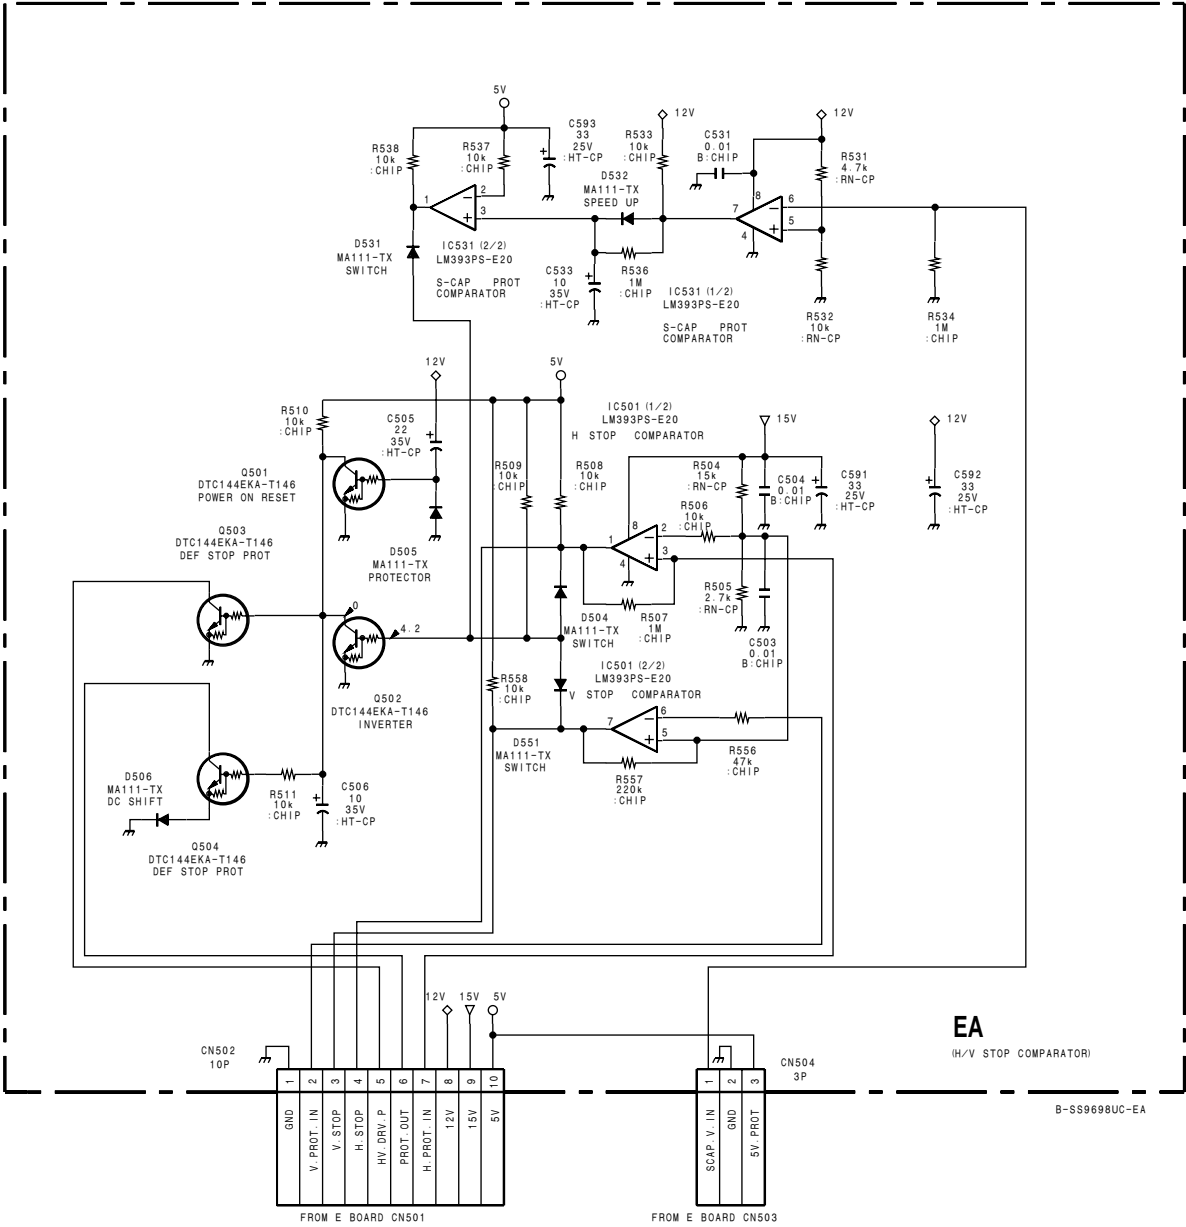 5V
R538
10k
:CHIP
R537
10k
:CHIP
C593
33
25V
:HT-CP
R533
10k
:CHIP
12V
C531
0.01
B:CHIP
12V
R531
4.7k
:RN-CP
D532
MA111-TX
SPEED UP
1
2
3
7
8
6
5
4
D531
MA111-TX
SWITCH
IC531 (2/2)
LM393PS-E20
S-CAP PROT
COMPARATOR
C533
10
35V
:HT-CP
R536
1M
:CHIP
IC531 (1/2)
LM393PS-E20
S-CAP PROT
COMPARATOR
R532
10k
:RN-CP
R534
1M
:CHIP
12V
5V
R510
10k
:CHIP
C505
22
35V
:HT-CP
IC501 (1/2)
LM393PS-E20
H STOP COMPARATOR
15V
12V
Q501
DTC144EKA-T146
POWER ON RESET
R509
10k
:CHIP
R508
10k
:CHIP
R504
15k
:RN-CP
C504
0.01
B:CHIP
C591
33
25V
:HT-CP
C592
33
25V
:HT-CP
R506
10k
:CHIP
Q503
DTC144EKA-T146
DEF STOP PROT
D505
MA111-TX
PROTECTOR
1
8
2
3
4
R505
2.7k
:RN-CP
0
4.2
D504
MA111-TX
SWITCH
R507
1M
:CHIP
C503
0.01
B:CHIP
IC501 (2/2)
LM393PS-E20
V STOP COMPARATOR
R558
10k
:CHIP
Q502
DTC144EKA-T146
INVERTER
7
6
5
D551
MA111-TX
SWITCH
R556
47k
:CHIP
R557
220k
:CHIP
D506
MA111-TX
DC SHIFT
R511
10k
:CHIP
C506
10
35V
:HT-CP
Q504
DTC144EKA-T146
DEF STOP PROT
12V
15V
5V
EA
(H/V STOP COMPARATOR)
CN502
10P
CN504
3P
1
2
3
4
5
6
7
8
9
10
GND
V.PROT.IN
V.STOP
H.STOP
HV.DRV.P
PROT.OUT
H.PROT.IN
12V
15V
5V
1
2
3
SCAP.V.IN
GND
5V.PROT
B-SS9698UC-EA
FROM E BOARD CN501
FROM E BOARD CN503